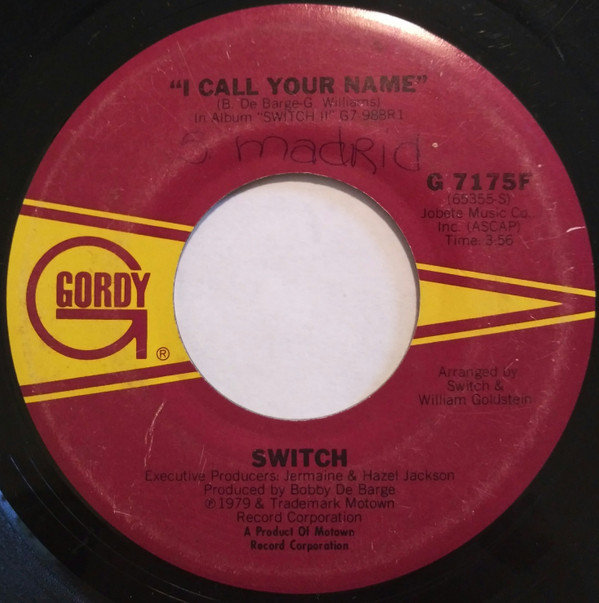 "I CALL YOUR NAME"
(B. De Barge-G. Williams)
In Album "SWITCH II" G7 988R1
S madrid
G 7175F
(65355-S)
Jobete Music Co.,
Inc. (ASCAP)
Time: 3:56
GORDY
®
Arranged by
Switch &
William Goldstein
SWITCH
Executive Producers: Jermaine & Hazel Jackson
Produced by Bobby De Barge
℗ 1979 & Trademark Motown
Record Corporation
A Product Of Motown
Record Corporation